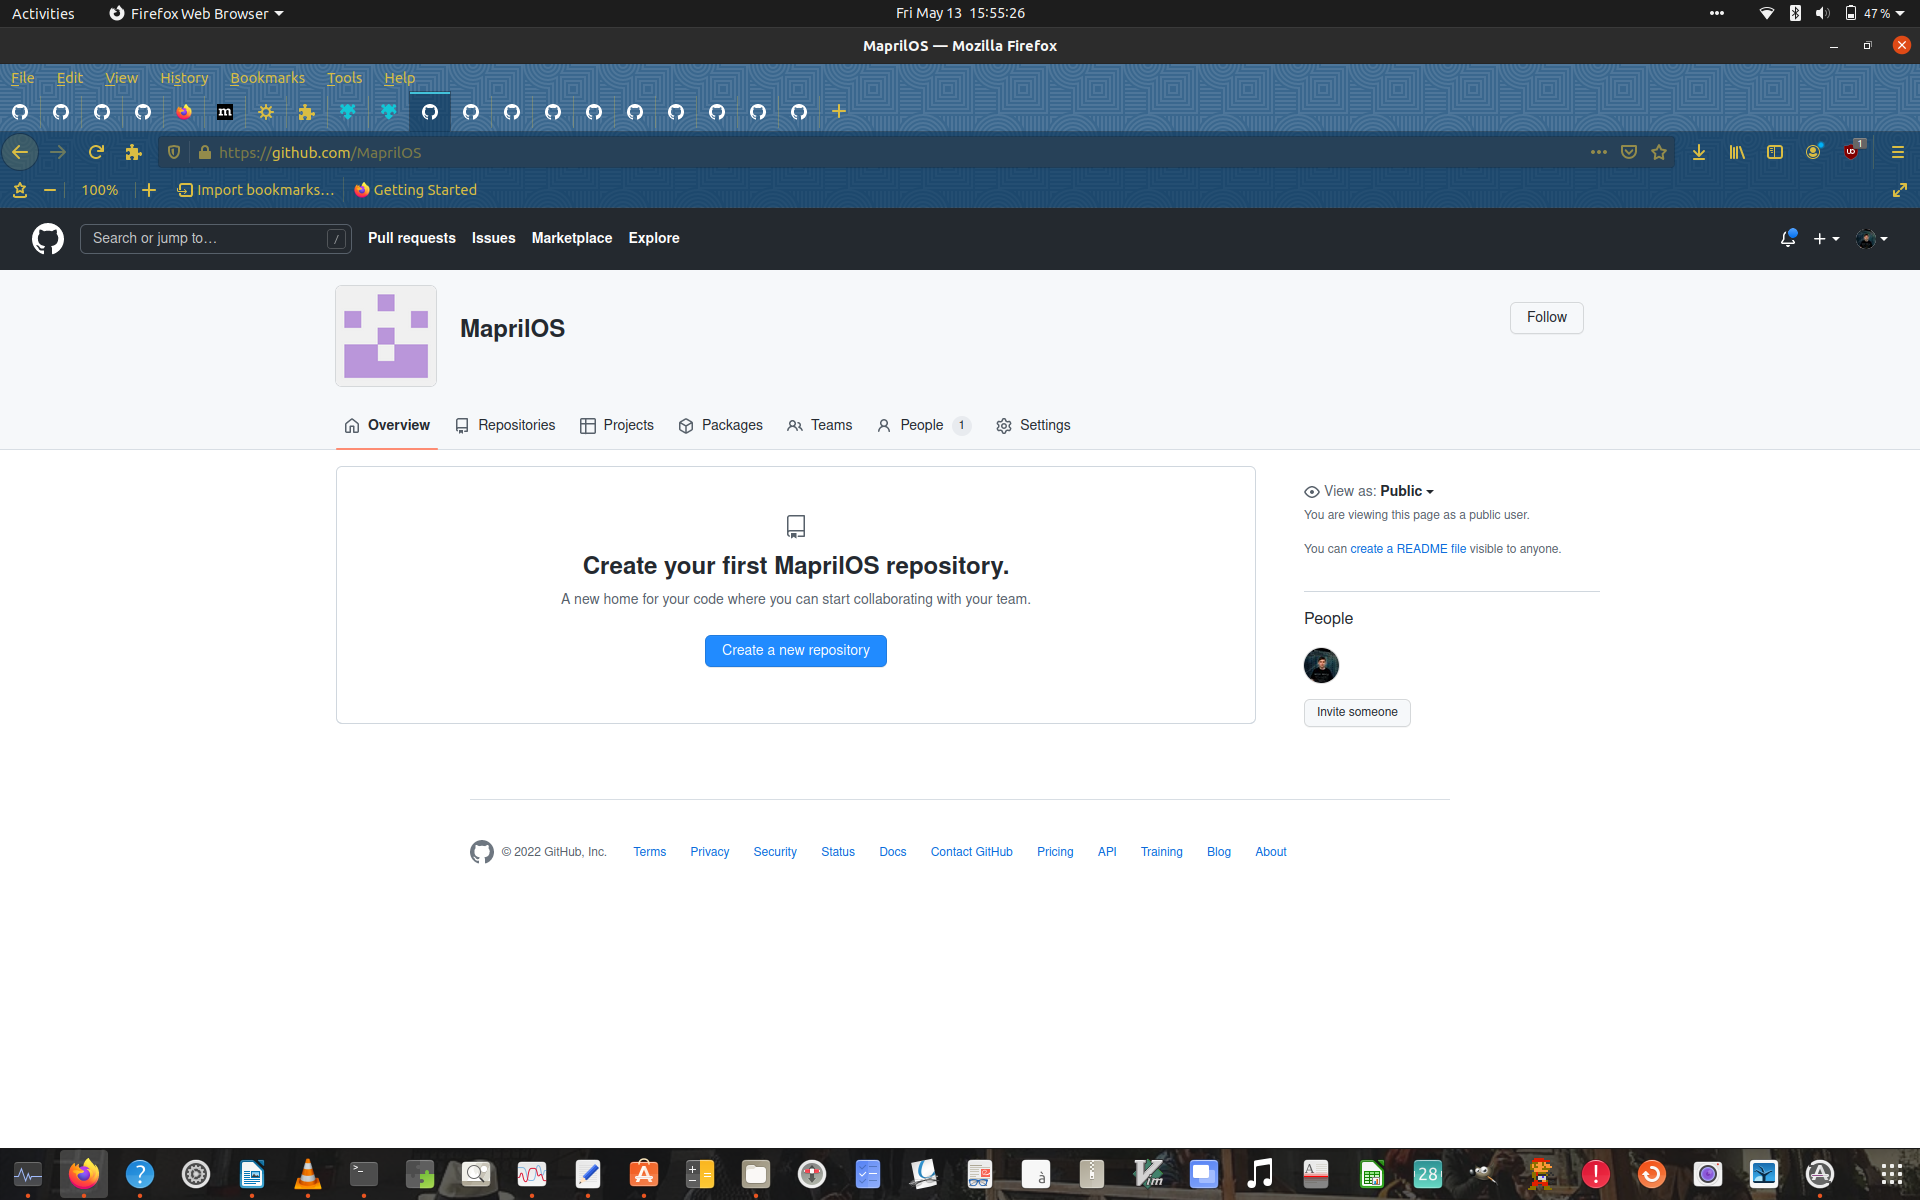 Activities
Firefox Web Browser
Fri May 13 15:55:26
47 %
MaprilOS — Mozilla Firefox
File Edit View History Bookmarks Tools Help
m
https://github.com/MaprilOS
1
100%
Import bookmarks...
Getting Started
Search or jump to...
/
Pull requests
Issues
Marketplace
Explore
MaprilOS
Follow
Overview
Repositories
Projects
Packages
Teams
People 1
Settings
Create your first MaprilOS repository.
A new home for your code where you can start collaborating with your team.
Create a new repository
View as: Public
You are viewing this page as a public user.
You can create a README file visible to anyone.
People
Invite someone
© 2022 GitHub, Inc.
Terms
Privacy
Security
Status
Docs
Contact GitHub
Pricing
API
Training
Blog
About
28